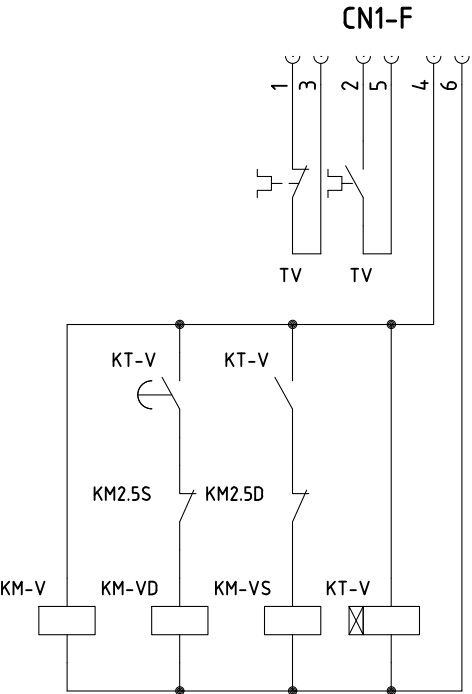 CN1-F
1 3 2 5 4 6
TV TV
KT-V KT-V
KM2.5S KM2.5D
KM-V KM-VD KM-VS KT-V